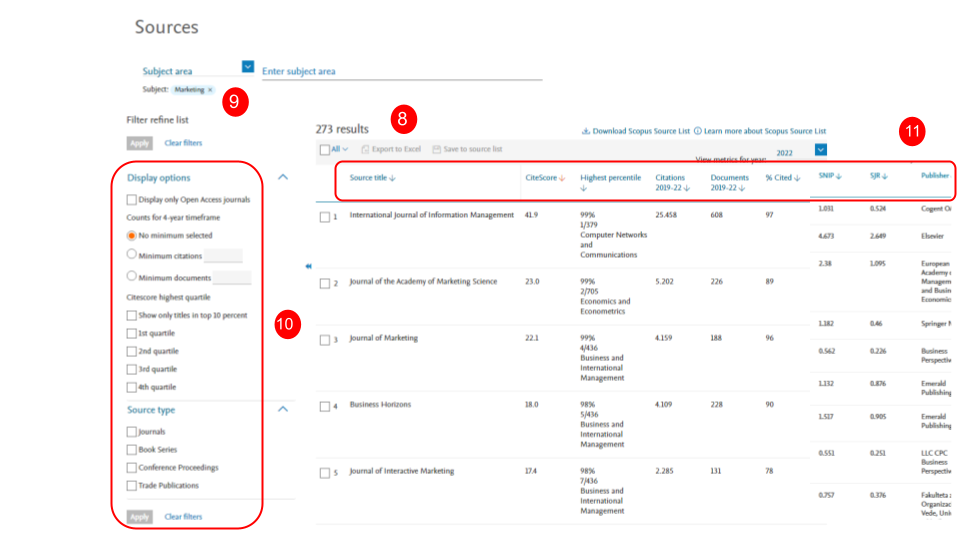 Sources
Subject area
Enter subject area
Subject: Marketing ×
9
Filter refine list
Apply Clear filters
Display options
Display only Open Access journals
Counts for 4-year timeframe
No minimum selected
Minimum citations
Minimum documents
Citescore highest quartile
Show only titles in top 10 percent
1st quartile
2nd quartile
3rd quartile
4th quartile
10
Source type
Journals
Book Series
Conference Proceedings
Trade Publications
Apply Clear filters
273 results
8
Download Scopus Source List Learn more about Scopus Source List
11
All Export to Excel Save to source list
View metrics for year: 2022
Source title CiteScore Highest percentile Citations 2019-22 Documents 2019-22 % Cited SNIP SJR Publisher
1 International Journal of Information Management 41.9 99% 25.458 608 97
1/379
Computer Networks
and
Communications
2 Journal of the Academy of Marketing Science 23.0 99% 5.202 226 89
2/705
Economics and
Econometrics
3 Journal of Marketing 22.1 99% 4.159 188 96
4/436
Business and
International
Management
4 Business Horizons 18.0 98% 4.109 228 90
5/436
Business and
International
Management
5 Journal of Interactive Marketing 17.4 98% 2.285 131 78
7/436
Business and
International
Management
1.031 0.524 Cogent O
4.673 2.649 Elsevier
2.38 1.095 European
Academy
Managem
and Busin
Economic
1.182 0.46 Springer
0.562 0.226 Business
Perspectiv
1.132 0.876 Emerald
Publishing
1.517 0.905 Emerald
Publishing
0.551 0.251 LLC CPC
Business
Perspectiv
0.757 0.376 Fakulteta
Organizac
Vede, Uni